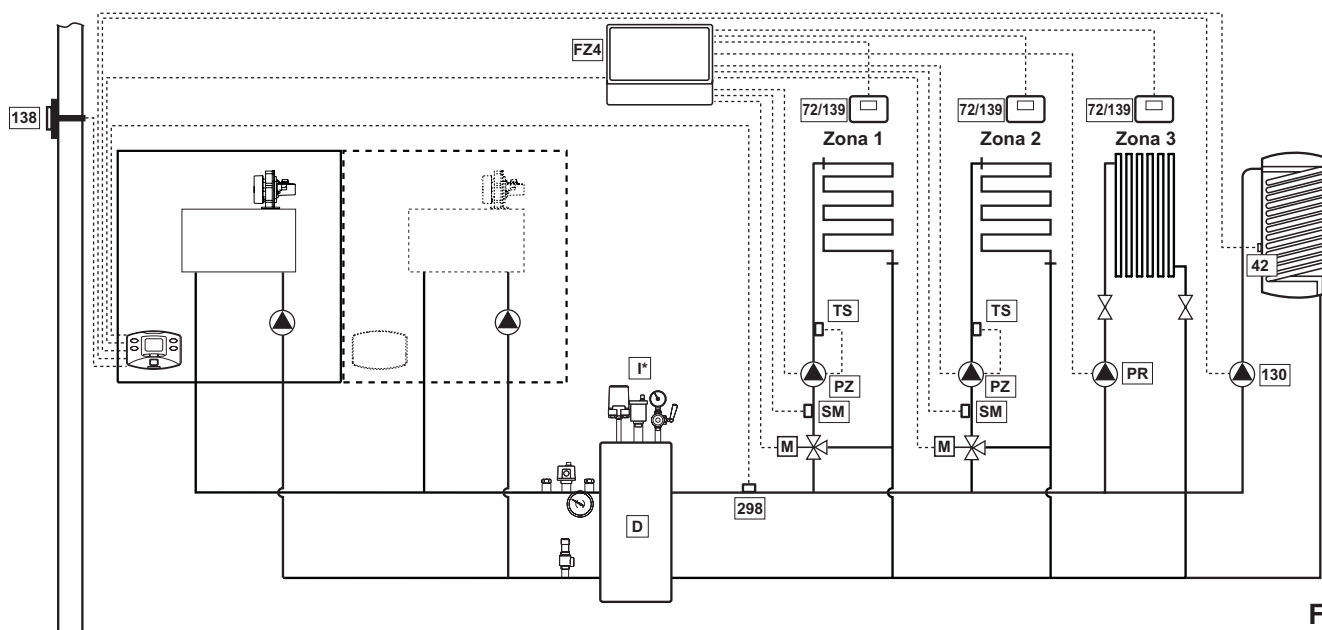 FZ4
138
72/139
72/139
72/139
Zona 1
Zona 2
Zona 3
42
TS
TS
I*
PZ
PZ
PR
130
SM
SM
M
M
298
D
F